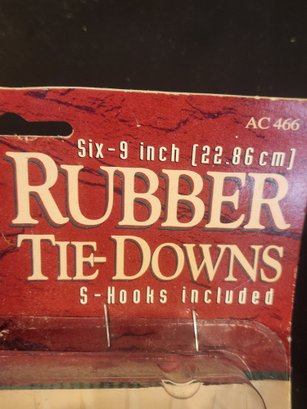 AC 466
Six-9 inch (22.86cm)
RUBBER
TIE-DOWNS
S-Hooks included